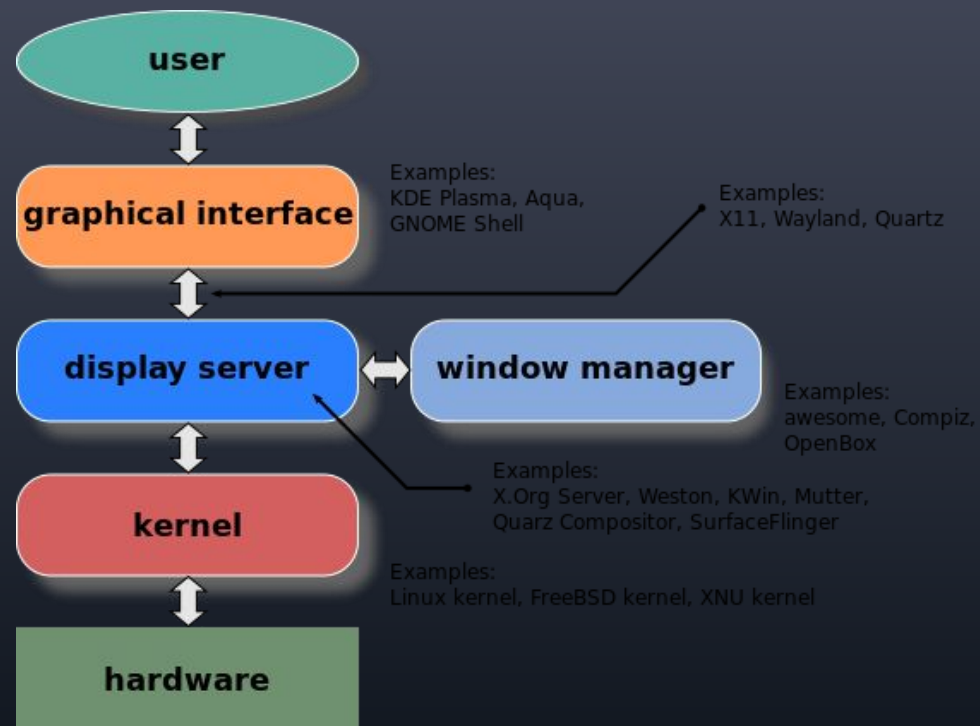 user
graphical interface
Examples:
KDE Plasma, Aqua,
GNOME Shell
Examples:
X11, Wayland, Quartz
display server
window manager
Examples:
awesome, Compiz,
OpenBox
Examples:
X.Org Server, Weston, KWin, Mutter,
Quarz Compositor, SurfaceFlinger
kernel
Examples:
Linux kernel, FreeBSD kernel, XNU kernel
hardware